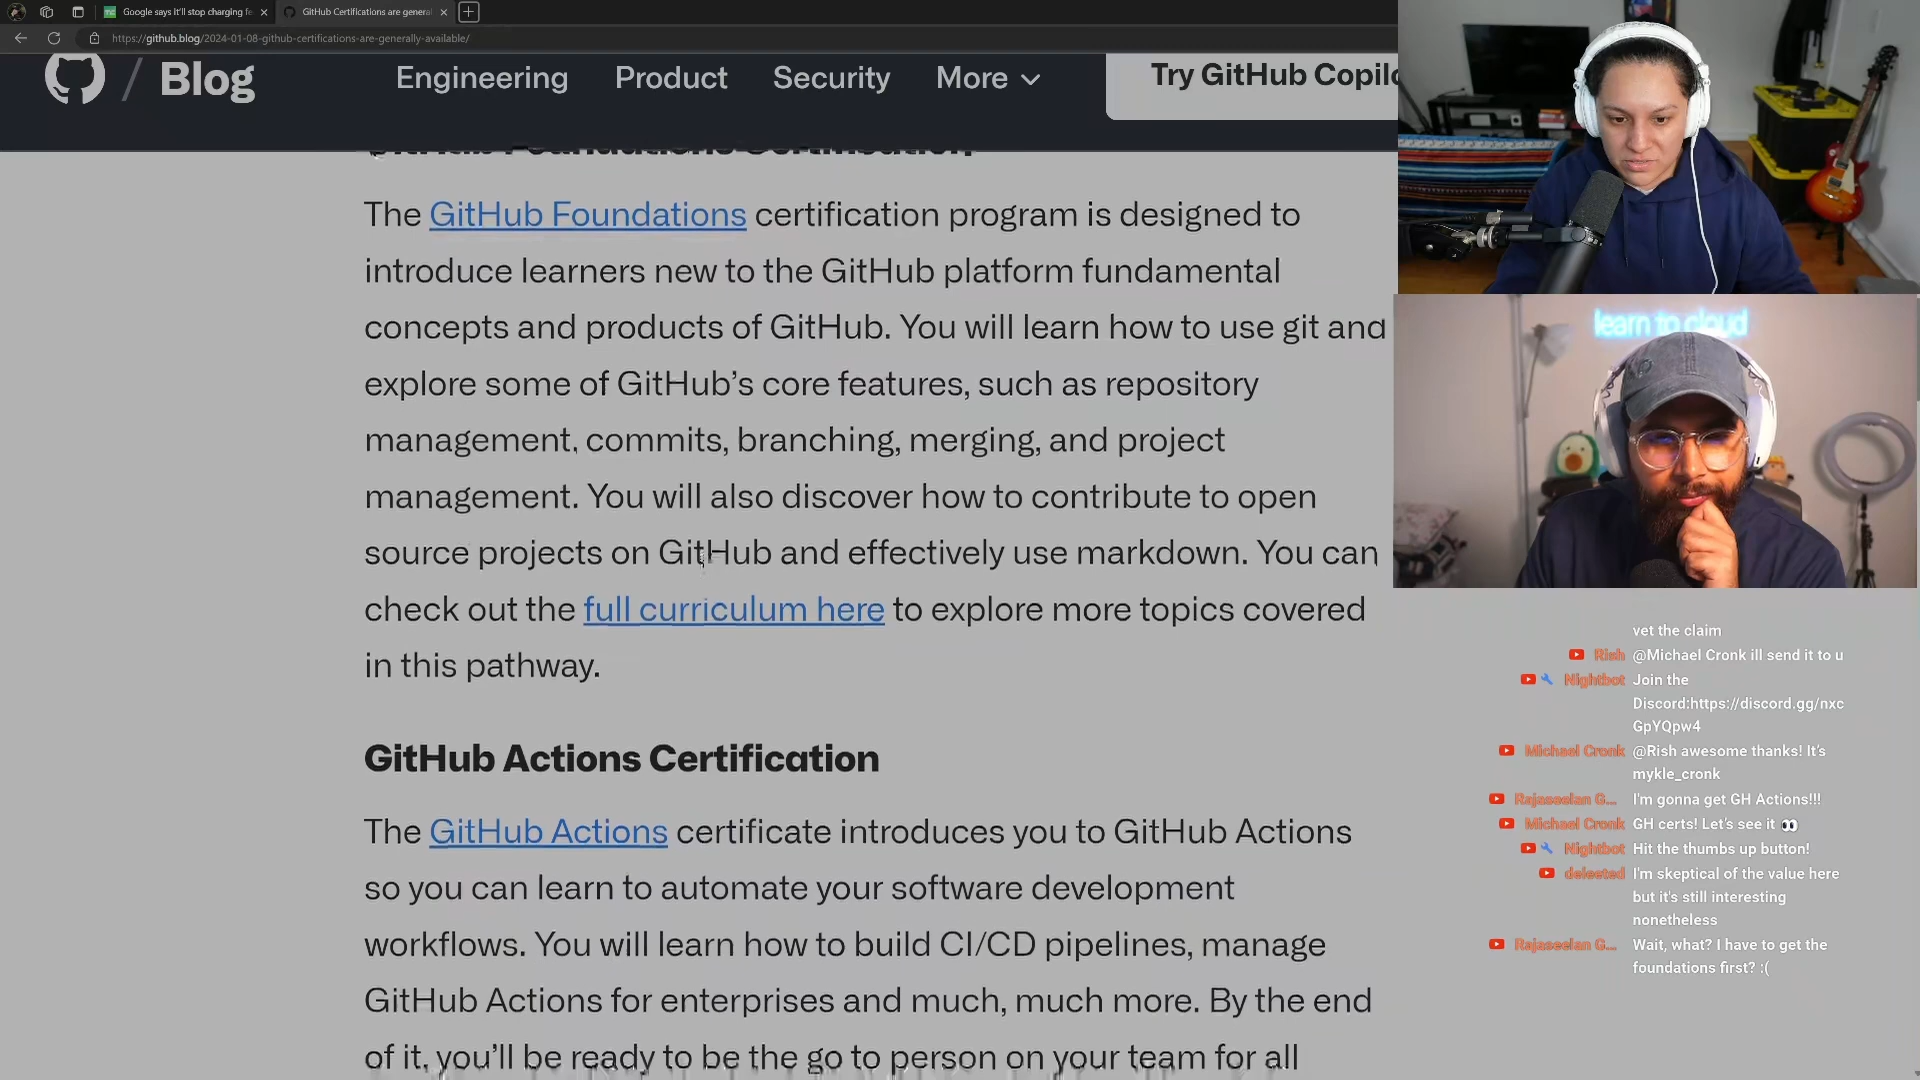 Google says it'll stop charging fe
GitHub Certifications are general
https://github.blog/2024-01-08-github-certifications-are-generally-available/
/ Blog
Engineering
Product
Security
More
Try GitHub Copilo
GitHub Foundations Certification
The GitHub Foundations certification program is designed to
introduce learners new to the GitHub platform fundamental
concepts and products of GitHub. You will learn how to use git and
explore some of GitHub’s core features, such as repository
management, commits, branching, merging, and project
management. You will also discover how to contribute to open
source projects on GitHub and effectively use markdown. You can
check out the full curriculum here to explore more topics covered
in this pathway.
GitHub Actions Certification
The GitHub Actions certificate introduces you to GitHub Actions
so you can learn to automate your software development
workflows. You will learn how to build CI/CD pipelines, manage
GitHub Actions for enterprises and much, much more. By the end
of it, you’ll be ready to be the go to person on your team for all
learn to cloud
vet the claim
Rish @Michael Cronk ill send it to u
Nightbot Join the
Discord:https://discord.gg/nxc
GpYQpw4
Michael Cronk @Rish awesome thanks! It’s
mykle_cronk
Rajaseelan G... I'm gonna get GH Actions!!!
Michael Cronk GH certs! Let’s see it 👀
Nightbot Hit the thumbs up button!
deleeted I'm skeptical of the value here
but it's still interesting
nonetheless
Rajaseelan G... Wait, what? I have to get the
foundations first? :(